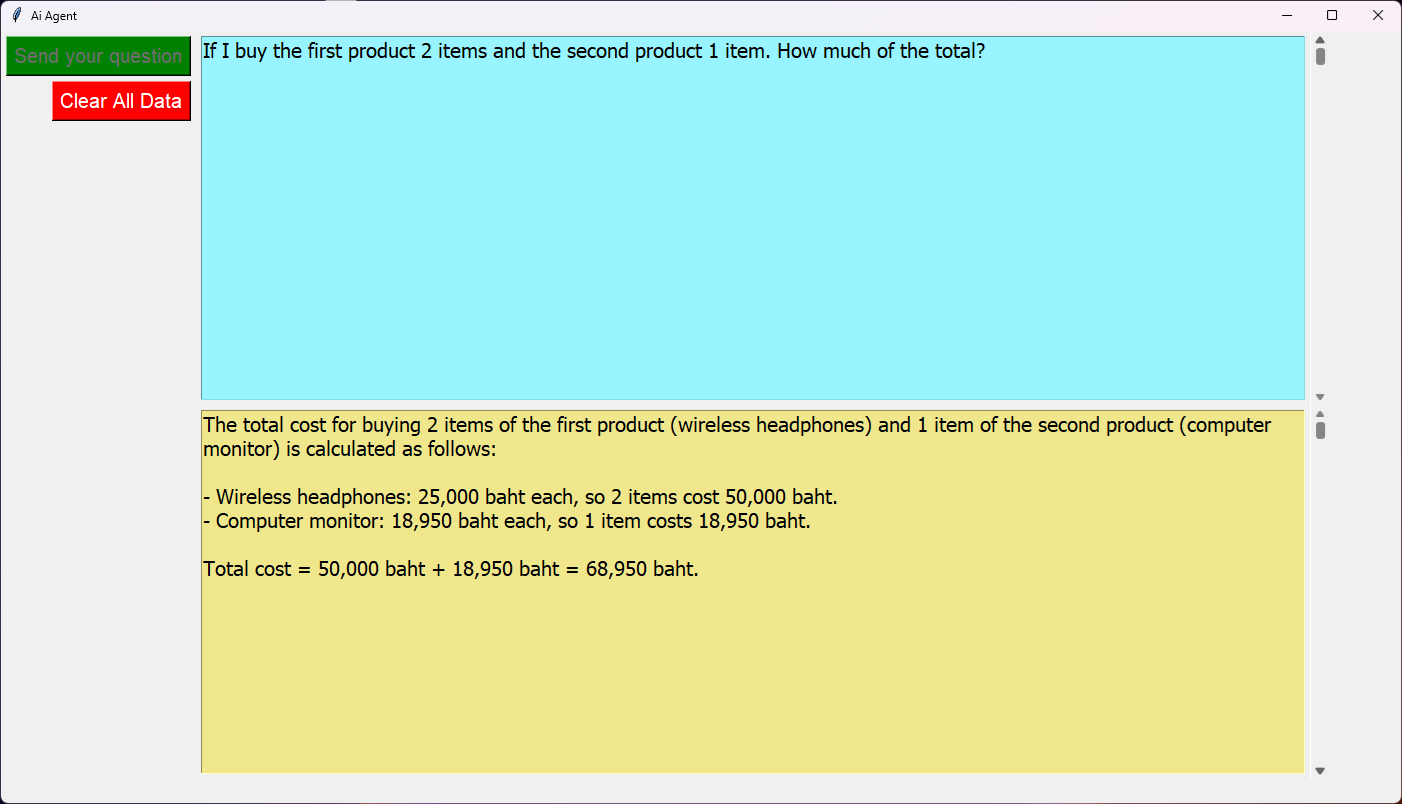 Ai Agent
Send your question
Clear All Data
If I buy the first product 2 items and the second product 1 item. How much of the total?
The total cost for buying 2 items of the first product (wireless headphones) and 1 item of the second product (computer
monitor) is calculated as follows:
- Wireless headphones: 25,000 baht each, so 2 items cost 50,000 baht.
- Computer monitor: 18,950 baht each, so 1 item costs 18,950 baht.
Total cost = 50,000 baht + 18,950 baht = 68,950 baht.